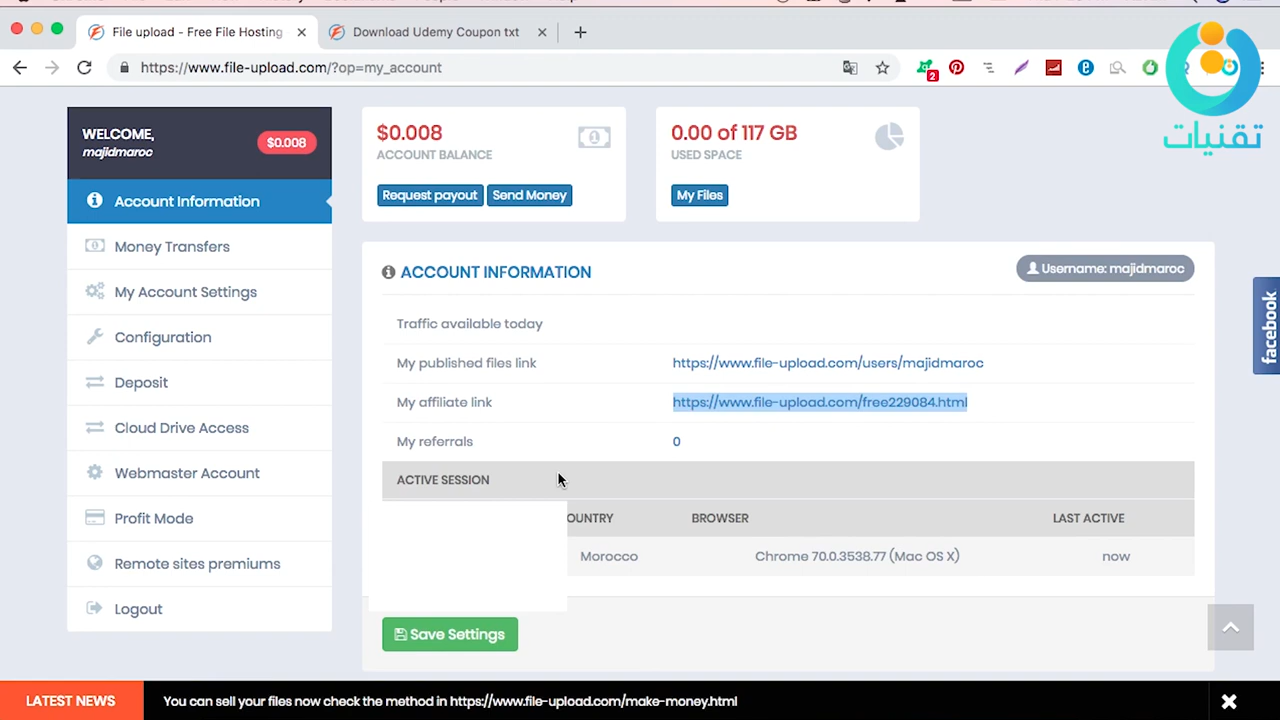 File upload - Free File Hosting
Download Udemy Coupon txt
https://www.file-upload.com/?op=my_account
2
تقنيات
WELCOME,
majidmaroc
$0.008
Account Information
Money Transfers
My Account Settings
Configuration
Deposit
Cloud Drive Access
Webmaster Account
Profit Mode
Remote sites premiums
Logout
$0.008
ACCOUNT BALANCE
Request payout
Send Money
0.00 of 117 GB
USED SPACE
My Files
ACCOUNT INFORMATION
Username: majidmaroc
Traffic available today
My published files link
https://www.file-upload.com/users/majidmaroc
My affiliate link
https://www.file-upload.com/free229084.html
My referrals
0
ACTIVE SESSION
OUNTRY
BROWSER
LAST ACTIVE
Morocco
Chrome 70.0.3538.77 (Mac OS X)
now
Save Settings
facebook
LATEST NEWS
You can sell your files now check the method in https://www.file-upload.com/make-money.html